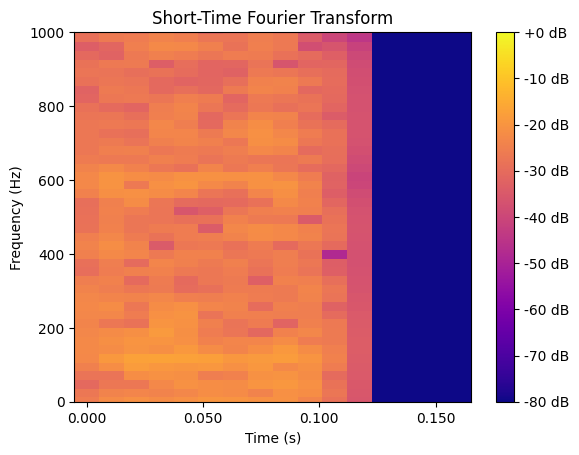 Short-Time Fourier Transform
Frequency (Hz)
1000
800
600
400
200
0
0.000
0.050
0.100
0.150
Time (s)
+0 dB
-10 dB
-20 dB
-30 dB
-40 dB
-50 dB
-60 dB
-70 dB
-80 dB